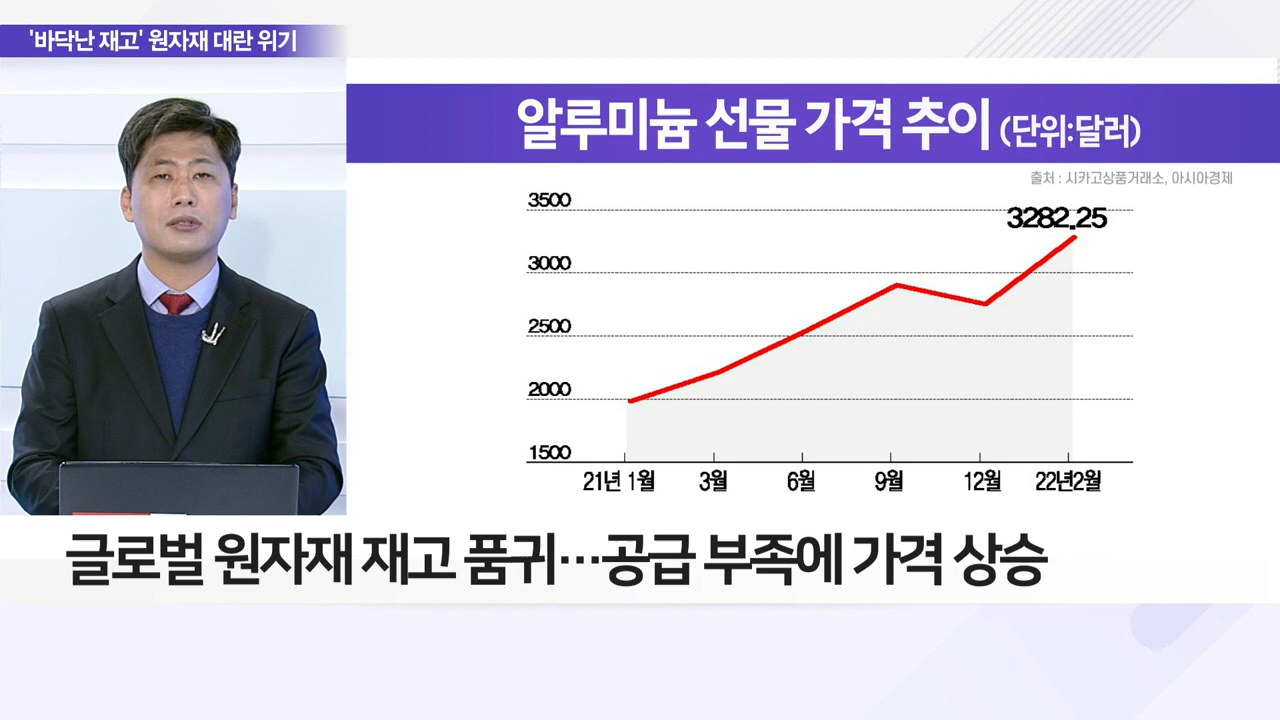 '바닥난 재고' 원자재 대란 위기
알루미늄 선물 가격 추이 (단위:달러)
출처 : 시카고상품거래소, 아시아경제
3500
3282.25
3000
2500
2000
1500
21년 1월 3월 6월 9월 12월 22년2월
글로벌 원자재 재고 품귀…공급 부족에 가격 상승